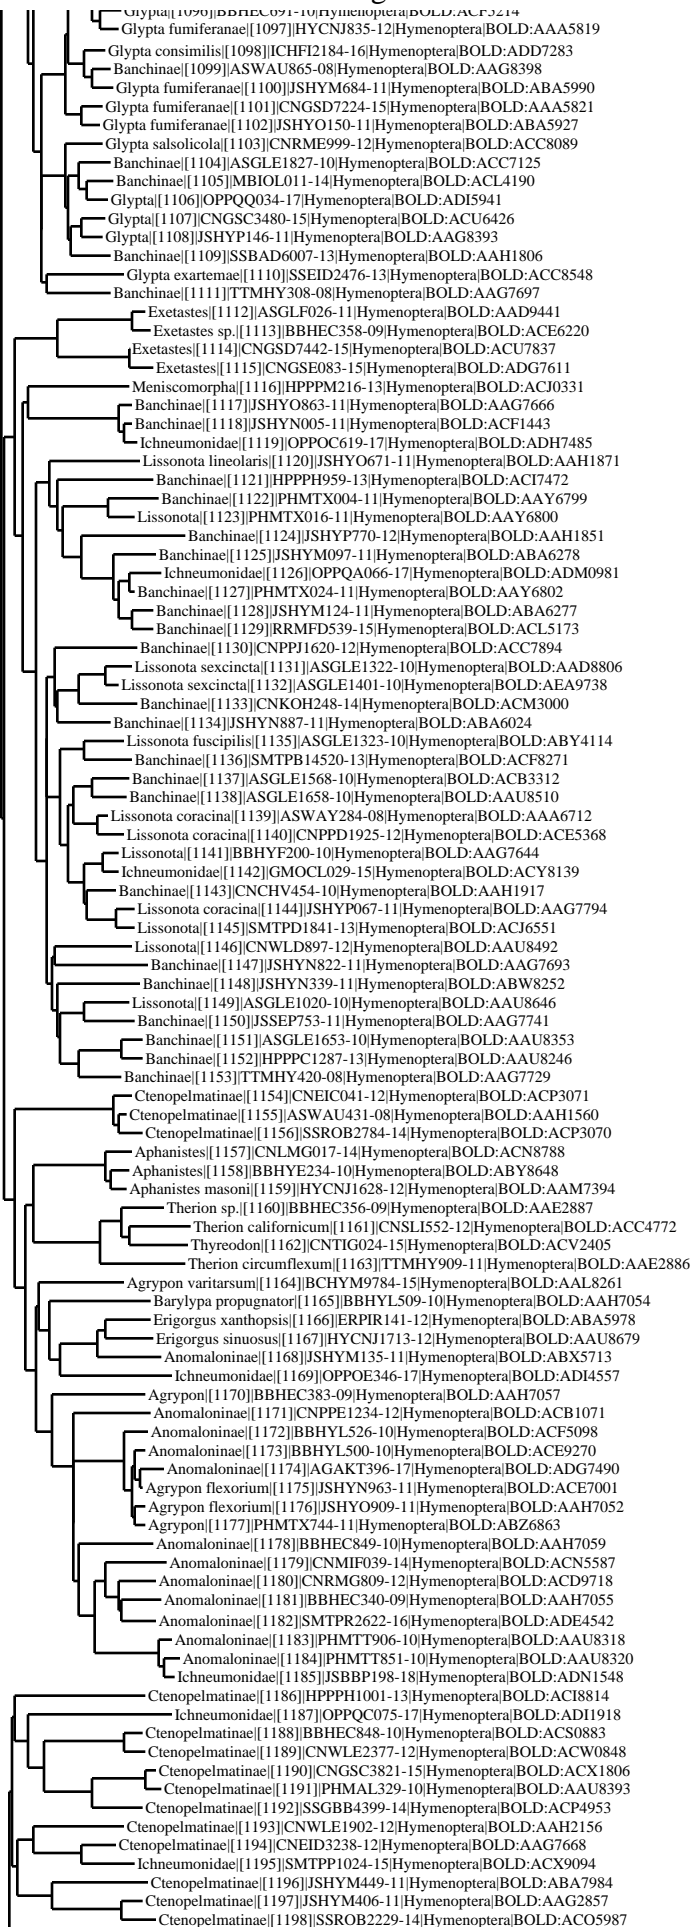 Glypta|[1096]|BBHEC691-10|Hymenoptera|BOLD:ACF5214
Glypta fumiferanae|[1097]|HYCNJ835-12|Hymenoptera|BOLD:AAA5819
Glypta consimilis|[1098]|ICHFI2184-16|Hymenoptera|BOLD:ADD7283
Banchinae|[1099]|ASWAU865-08|Hymenoptera|BOLD:AAG8398
Glypta fumiferanae|[1100]|JSHYM684-11|Hymenoptera|BOLD:ABA5990
Glypta fumiferanae|[1101]|CNGSD7224-15|Hymenoptera|BOLD:AAA5821
Glypta fumiferanae|[1102]|JSHYO150-11|Hymenoptera|BOLD:ABA5927
Glypta salsolicola|[1103]|CNRME999-12|Hymenoptera|BOLD:ACC8089
Banchinae|[1104]|ASGLE1827-10|Hymenoptera|BOLD:ACC7125
Banchinae|[1105]|MBIOL011-14|Hymenoptera|BOLD:ACL4190
Glypta|[1106]|OPPQQ034-17|Hymenoptera|BOLD:ADI5941
Glypta|[1107]|CNGSC3480-15|Hymenoptera|BOLD:ACU6426
Glypta|[1108]|JSHYP146-11|Hymenoptera|BOLD:AAG8393
Banchinae|[1109]|SSBAD6007-13|Hymenoptera|BOLD:AAH1806
Glypta exartemae|[1110]|SSEID2476-13|Hymenoptera|BOLD:ACC8548
Banchinae|[1111]|TTMHY308-08|Hymenoptera|BOLD:AAG7697
Exetastes|[1112]|ASGLF026-11|Hymenoptera|BOLD:AAD9441
Exetastes sp.|[1113]|BBHEC358-09|Hymenoptera|BOLD:ACE6220
Exetastes|[1114]|CNGSD7442-15|Hymenoptera|BOLD:ACU7837
Exetastes|[1115]|CNGSE083-15|Hymenoptera|BOLD:ADG7611
Meniscomorpha|[1116]|HPPPM216-13|Hymenoptera|BOLD:ACJ0331
Banchinae|[1117]|JSHYO863-11|Hymenoptera|BOLD:AAG7666
Banchinae|[1118]|JSHYN005-11|Hymenoptera|BOLD:ACF1443
Ichneumonidae|[1119]|OPPOC619-17|Hymenoptera|BOLD:ADH7485
Lissonota lineolaris|[1120]|JSHYO671-11|Hymenoptera|BOLD:AAH1871
Banchinae|[1121]|HPPPH959-13|Hymenoptera|BOLD:ACI7472
Banchinae|[1122]|PHMTX004-11|Hymenoptera|BOLD:AAY6799
Lissonota|[1123]|PHMTX016-11|Hymenoptera|BOLD:AAY6800
Banchinae|[1124]|JSHYP770-12|Hymenoptera|BOLD:AAH1851
Banchinae|[1125]|JSHYM097-11|Hymenoptera|BOLD:ABA6278
Ichneumonidae|[1126]|OPPQA066-17|Hymenoptera|BOLD:ADM0981
Banchinae|[1127]|PHMTX024-11|Hymenoptera|BOLD:AAY6802
Banchinae|[1128]|JSHYM124-11|Hymenoptera|BOLD:ABA6277
Banchinae|[1129]|RRMFD539-15|Hymenoptera|BOLD:ACL5173
Banchinae|[1130]|CNPPJ1620-12|Hymenoptera|BOLD:ACC7894
Lissonota sexcincta|[1131]|ASGLE1322-10|Hymenoptera|BOLD:AAD8806
Lissonota sexcincta|[1132]|ASGLE1401-10|Hymenoptera|BOLD:AEA9738
Banchinae|[1133]|CNKOH248-14|Hymenoptera|BOLD:ACM3000
Banchinae|[1134]|JSHYN887-11|Hymenoptera|BOLD:ABA6024
Lissonota fuscipilis|[1135]|ASGLE1323-10|Hymenoptera|BOLD:ABY4114
Banchinae|[1136]|SMTPB14520-13|Hymenoptera|BOLD:ACF8271
Banchinae|[1137]|ASGLE1568-10|Hymenoptera|BOLD:ACB3312
Banchinae|[1138]|ASGLE1658-10|Hymenoptera|BOLD:AAU8510
Lissonota coracina|[1139]|ASWAY284-08|Hymenoptera|BOLD:AAA6712
Lissonota coracina|[1140]|CNPPD1925-12|Hymenoptera|BOLD:ACE5368
Lissonota|[1141]|BBHYF200-10|Hymenoptera|BOLD:AAG7644
Ichneumonidae|[1142]|GMOCL029-15|Hymenoptera|BOLD:ACY8139
Banchinae|[1143]|CNCHV454-10|Hymenoptera|BOLD:AAH1917
Lissonota coracina|[1144]|JSHYP067-11|Hymenoptera|BOLD:AAG7794
Lissonota|[1145]|SMTPD1841-13|Hymenoptera|BOLD:ACJ6551
Lissonota|[1146]|CNWLD897-12|Hymenoptera|BOLD:AAU8492
Banchinae|[1147]|JSHYN822-11|Hymenoptera|BOLD:AAG7693
Banchinae|[1148]|JSHYN339-11|Hymenoptera|BOLD:ABW8252
Lissonota|[1149]|ASGLE1020-10|Hymenoptera|BOLD:AAU8646
Banchinae|[1150]|JSSEP753-11|Hymenoptera|BOLD:AAG7741
Banchinae|[1151]|ASGLE1653-10|Hymenoptera|BOLD:AAU8353
Banchinae|[1152]|HPPPC1287-13|Hymenoptera|BOLD:AAU8246
Banchinae|[1153]|TTMHY420-08|Hymenoptera|BOLD:AAG7729
Ctenopelmatinae|[1154]|CNEIC041-12|Hymenoptera|BOLD:ACP3071
Ctenopelmatinae|[1155]|ASWAU431-08|Hymenoptera|BOLD:AAH1560
Ctenopelmatinae|[1156]|SSROB2784-14|Hymenoptera|BOLD:ACP3070
Aphanistes|[1157]|CNLMG017-14|Hymenoptera|BOLD:ACN8788
Aphanistes|[1158]|BBHYE234-10|Hymenoptera|BOLD:ABY8648
Aphanistes masoni|[1159]|HYCNJ1628-12|Hymenoptera|BOLD:AAM7394
Therion sp.|[1160]|BBHEC356-09|Hymenoptera|BOLD:AAE2887
Therion californicum|[1161]|CNSLI552-12|Hymenoptera|BOLD:ACC4772
Thyreodon|[1162]|CNTIG024-15|Hymenoptera|BOLD:ACV2405
Therion circumflexum|[1163]|TTMHY909-11|Hymenoptera|BOLD:AAE2886
Agrypon varitarsum|[1164]|BCHYM9784-15|Hymenoptera|BOLD:AAL8261
Barylypa propugnator|[1165]|BBHYL509-10|Hymenoptera|BOLD:AAH7054
Erigorgus xanthopsis|[1166]|ERPIR141-12|Hymenoptera|BOLD:ABA5978
Erigorgus sinuosus|[1167]|HYCNJ1713-12|Hymenoptera|BOLD:AAU8679
Anomaloninae|[1168]|JSHYM135-11|Hymenoptera|BOLD:ABX5713
Ichneumonidae|[1169]|OPPOE346-17|Hymenoptera|BOLD:ADI4557
Agrypon|[1170]|BBHEC383-09|Hymenoptera|BOLD:AAH7057
Anomaloninae|[1171]|CNPPE1234-12|Hymenoptera|BOLD:ACB1071
Anomaloninae|[1172]|BBHYL526-10|Hymenoptera|BOLD:ACF5098
Anomaloninae|[1173]|BBHYL500-10|Hymenoptera|BOLD:ACE9270
Anomaloninae|[1174]|AGAKT396-17|Hymenoptera|BOLD:ADG7490
Agrypon flexorium|[1175]|JSHYN963-11|Hymenoptera|BOLD:ACE7001
Agrypon flexorium|[1176]|JSHYO909-11|Hymenoptera|BOLD:AAH7052
Agrypon|[1177]|PHMTX744-11|Hymenoptera|BOLD:ABZ6863
Anomaloninae|[1178]|BBHEC849-10|Hymenoptera|BOLD:AAH7059
Anomaloninae|[1179]|CNMIF039-14|Hymenoptera|BOLD:ACN5587
Anomaloninae|[1180]|CNRMG809-12|Hymenoptera|BOLD:ACD9718
Anomaloninae|[1181]|BBHEC340-09|Hymenoptera|BOLD:AAH7055
Anomaloninae|[1182]|SMTPR2622-16|Hymenoptera|BOLD:ADE4542
Anomaloninae|[1183]|PHMTT906-10|Hymenoptera|BOLD:AAU8318
Anomaloninae|[1184]|PHMTT851-10|Hymenoptera|BOLD:AAU8320
Ichneumonidae|[1185]|JSBBP198-18|Hymenoptera|BOLD:ADN1548
Ctenopelmatinae|[1186]|HPPPH1001-13|Hymenoptera|BOLD:ACI8814
Ichneumonidae|[1187]|OPPQC075-17|Hymenoptera|BOLD:ADI1918
Ctenopelmatinae|[1188]|BBHEC848-10|Hymenoptera|BOLD:ACS0883
Ctenopelmatinae|[1189]|CNWLE2377-12|Hymenoptera|BOLD:ACW0848
Ctenopelmatinae|[1190]|CNGSC3821-15|Hymenoptera|BOLD:ACX1806
Ctenopelmatinae|[1191]|PHMAL329-10|Hymenoptera|BOLD:AAU8393
Ctenopelmatinae|[1192]|SSGBB4399-14|Hymenoptera|BOLD:ACP4953
Ctenopelmatinae|[1193]|CNWLE1902-12|Hymenoptera|BOLD:AAH2156
Ctenopelmatinae|[1194]|CNEID3238-12|Hymenoptera|BOLD:AAG7668
Ichneumonidae|[1195]|SMTPP1024-15|Hymenoptera|BOLD:ACX9094
Ctenopelmatinae|[1196]|JSHYM449-11|Hymenoptera|BOLD:ABA7984
Ctenopelmatinae|[1197]|JSHYM406-11|Hymenoptera|BOLD:AAG2857
Ctenopelmatinae|[1198]|SSROB2229-14|Hymenoptera|BOLD:ACO5987